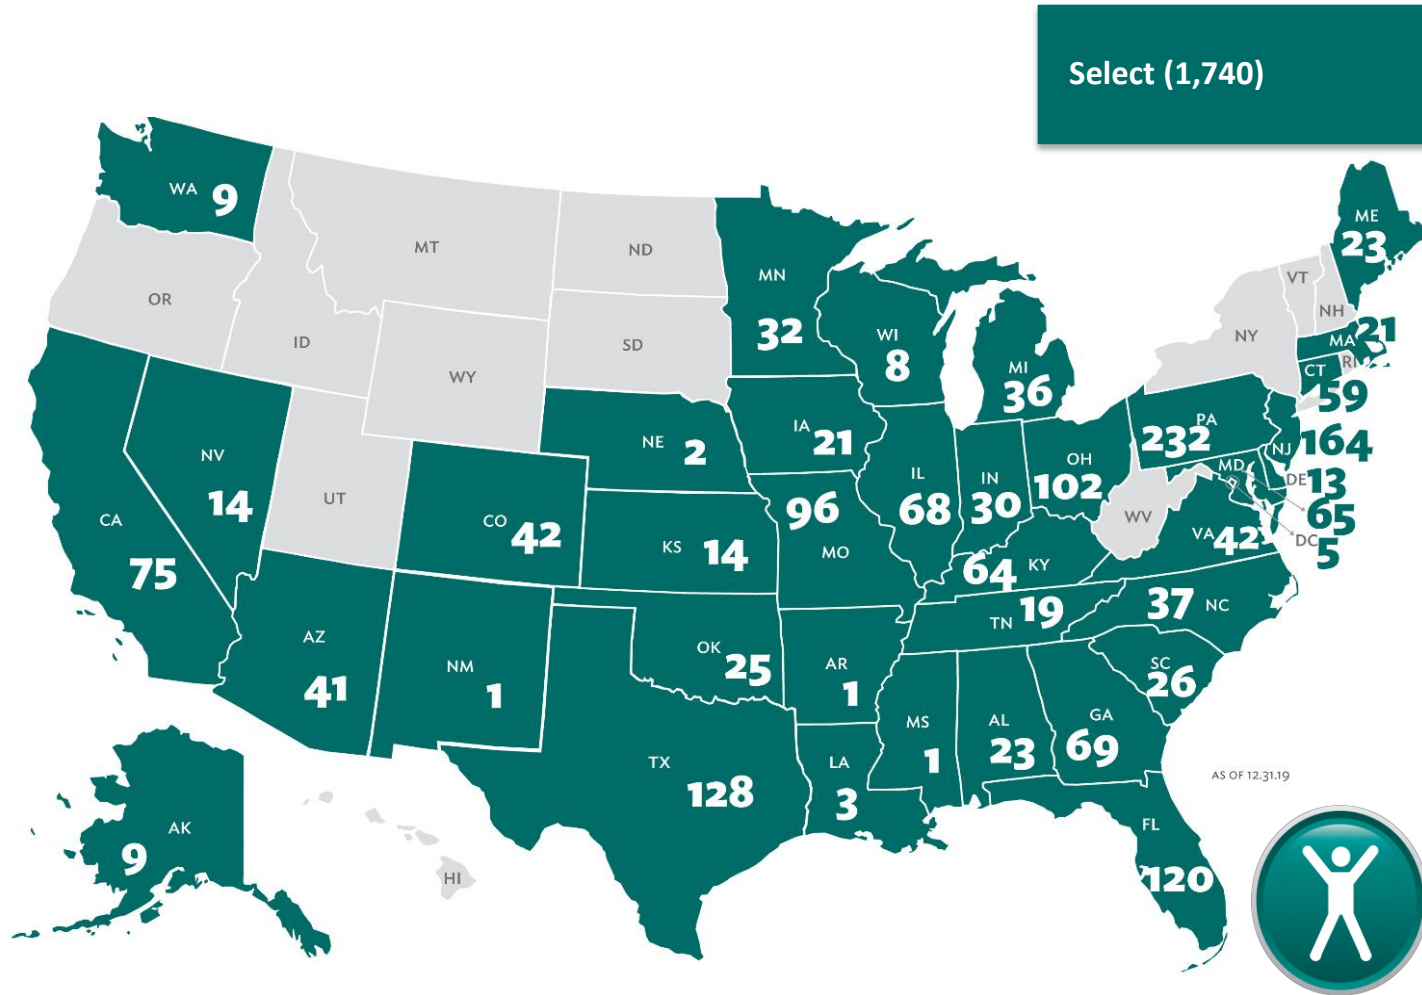 Select (1,740)
WA 9
MT
ND
MN
32
ME
23
OR
ID
WY
SD
WI
8
MI
36
NY
VT
NH
MA 21
RI
CT
59
CA
75
NV
14
UT
CO 42
NE 2
KS 14
IA 21
96
MO
IL
68
IN
30
OH
102
PA
232
NJ 164
DE 13
MD 65
DC 5
WV
VA 42
64 KY
TN 19
37 NC
AZ
41
NM
1
OK
25
AR
1
SC
26
MS
1
AL
23
GA
69
TX
128
LA
3
AS OF 12.31.19
FL
120
AK
9
HI